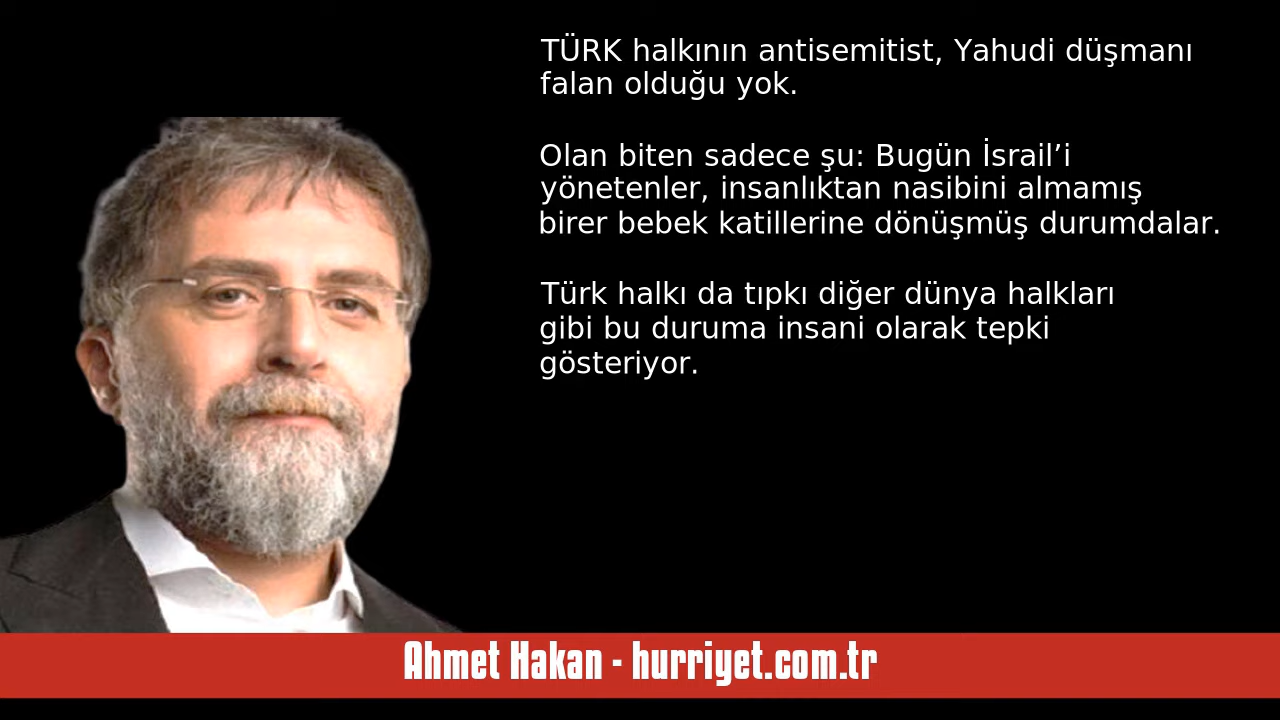 TÜRK halkının antisemitist, Yahudi düşmanı
falan olduğu yok.
Olan biten sadece şu: Bugün İsrail’i
yönetenler, insanlıktan nasibini almamış
birer bebek katillerine dönüşmüş durumdalar.
Türk halkı da tıpkı diğer dünya halkları
gibi bu duruma insani olarak tepki
gösteriyor.
Ahmet Hakan - hurriyet.com.tr